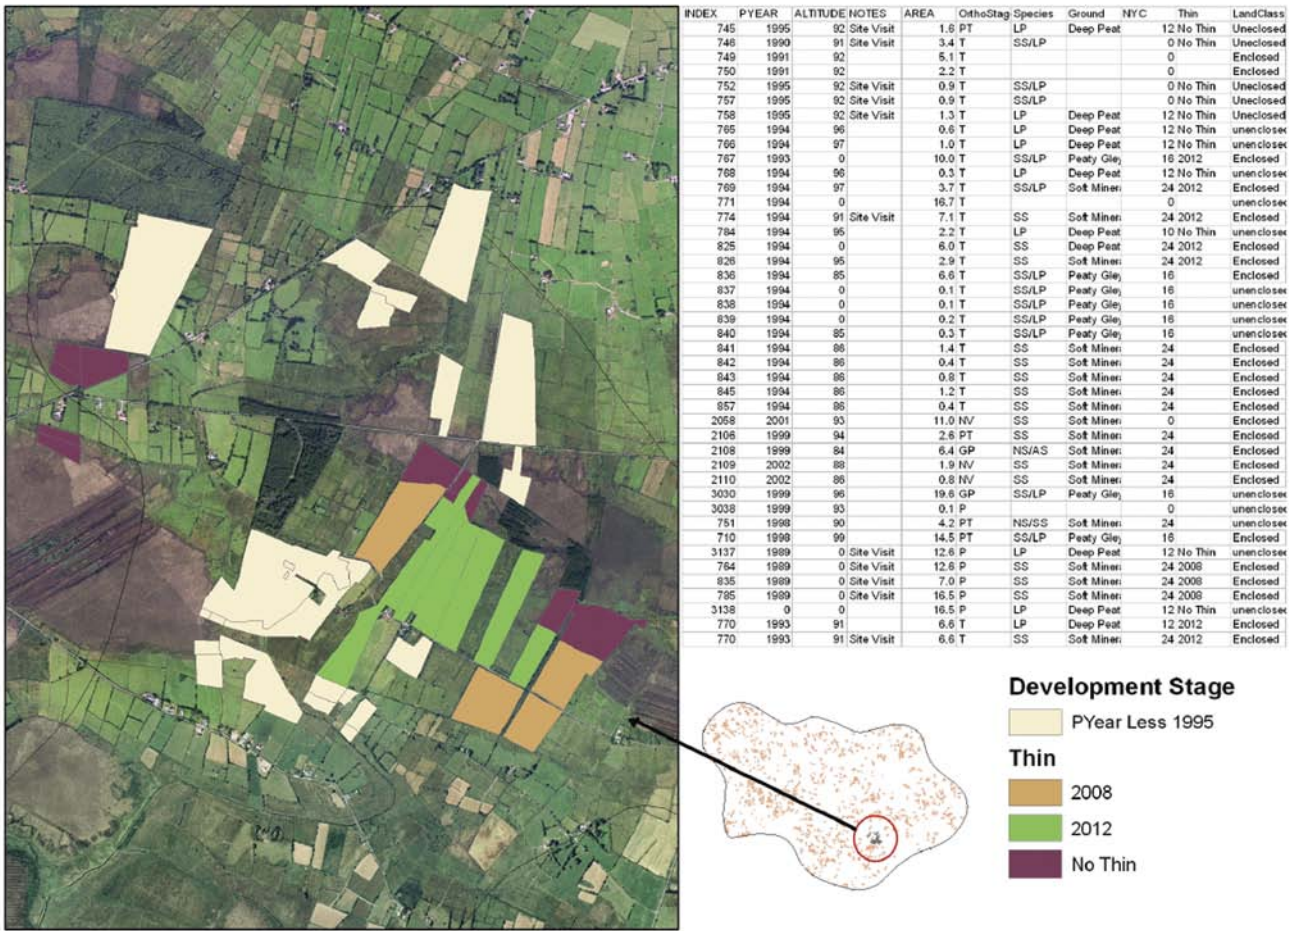 INDEX PYEAR ALTITUDE NOTES AREA OrthoStag Species Ground NYC Thin LandClass
745 1995 92 Site Visit 1.6 PT LP Deep Peat 12 No Thin Uneclosed
746 1990 91 Site Visit 3.4 T SS/LP 0 No Thin Uneclosed
749 1991 92 5.1 T 0 Enclosed
750 1991 92 2.2 T 0 Enclosed
752 1995 92 Site Visit 0.9 T SS/LP 0 No Thin Uneclosed
757 1995 92 Site Visit 0.9 T SS/LP 0 No Thin Uneclosed
758 1995 92 Site Visit 1.3 T LP Deep Peat 12 No Thin Uneclosed
765 1994 96 0.6 T LP Deep Peat 12 No Thin unenclosed
766 1994 97 1.0 T LP Deep Peat 12 No Thin unenclosed
767 1993 0 10.0 T SS/LP Peaty Gley 16 2012 Enclosed
768 1994 96 0.3 T LP Deep Peat 12 No Thin unenclosed
769 1994 97 3.7 T SS/LP Soft Minera 24 2012 Enclosed
771 1994 0 16.7 T 0 unenclosed
774 1994 91 Site Visit 7.1 T SS Soft Minera 24 2012 Enclosed
784 1994 95 2.2 T LP Deep Peat 10 No Thin unenclosed
825 1994 0 6.0 T SS Deep Peat 24 2012 Enclosed
826 1994 95 2.9 T SS Soft Minera 24 2012 Enclosed
836 1994 85 6.6 T SS/LP Peaty Gley 16 Enclosed
837 1994 0 0.1 T SS/LP Peaty Gley 16 unenclosed
838 1994 0 0.1 T SS/LP Peaty Gley 16 unenclosed
839 1994 0 0.2 T SS/LP Peaty Gley 16 unenclosed
840 1994 85 0.3 T SS/LP Peaty Gley 16 unenclosed
841 1994 86 1.4 T SS Soft Minera 24 Enclosed
842 1994 86 0.4 T SS Soft Minera 24 Enclosed
843 1994 86 0.8 T SS Soft Minera 24 Enclosed
845 1994 86 1.2 T SS Soft Minera 24 Enclosed
857 1994 86 0.4 T SS Soft Minera 24 Enclosed
2058 2001 93 11.0 NV SS Soft Minera 0 Enclosed
2106 1999 94 2.6 PT SS Soft Minera 24 Enclosed
2108 1999 84 6.4 GP NS/AS Soft Minera 24 Enclosed
2109 2002 88 1.9 NV SS Soft Minera 24 Enclosed
2110 2002 86 0.8 NV SS Soft Minera 24 Enclosed
3030 1999 96 19.6 GP SS/LP Peaty Gley 16 unenclosed
3038 1999 93 0.1 P 0 unenclosed
751 1998 90 4.2 PT NS/SS Soft Minera 24 unenclosed
710 1998 99 14.5 PT SS/LP Peaty Gley 16 Enclosed
3137 1989 0 Site Visit 12.6 P LP Deep Peat 12 No Thin unenclosed
764 1989 0 Site Visit 12.6 P SS Soft Minera 24 2008 Enclosed
835 1989 0 Site Visit 7.0 P SS Soft Minera 24 2008 Enclosed
785 1989 0 Site Visit 16.5 P SS Soft Minera 24 2008 Enclosed
3138 0 0 16.5 P LP Deep Peat 12 No Thin unenclosed
770 1993 91 6.6 T LP Deep Peat 12 2012 Enclosed
770 1993 91 Site Visit 6.6 T SS Soft Minera 24 2012 Enclosed
Development Stage
PYear Less 1995
Thin
2008
2012
No Thin